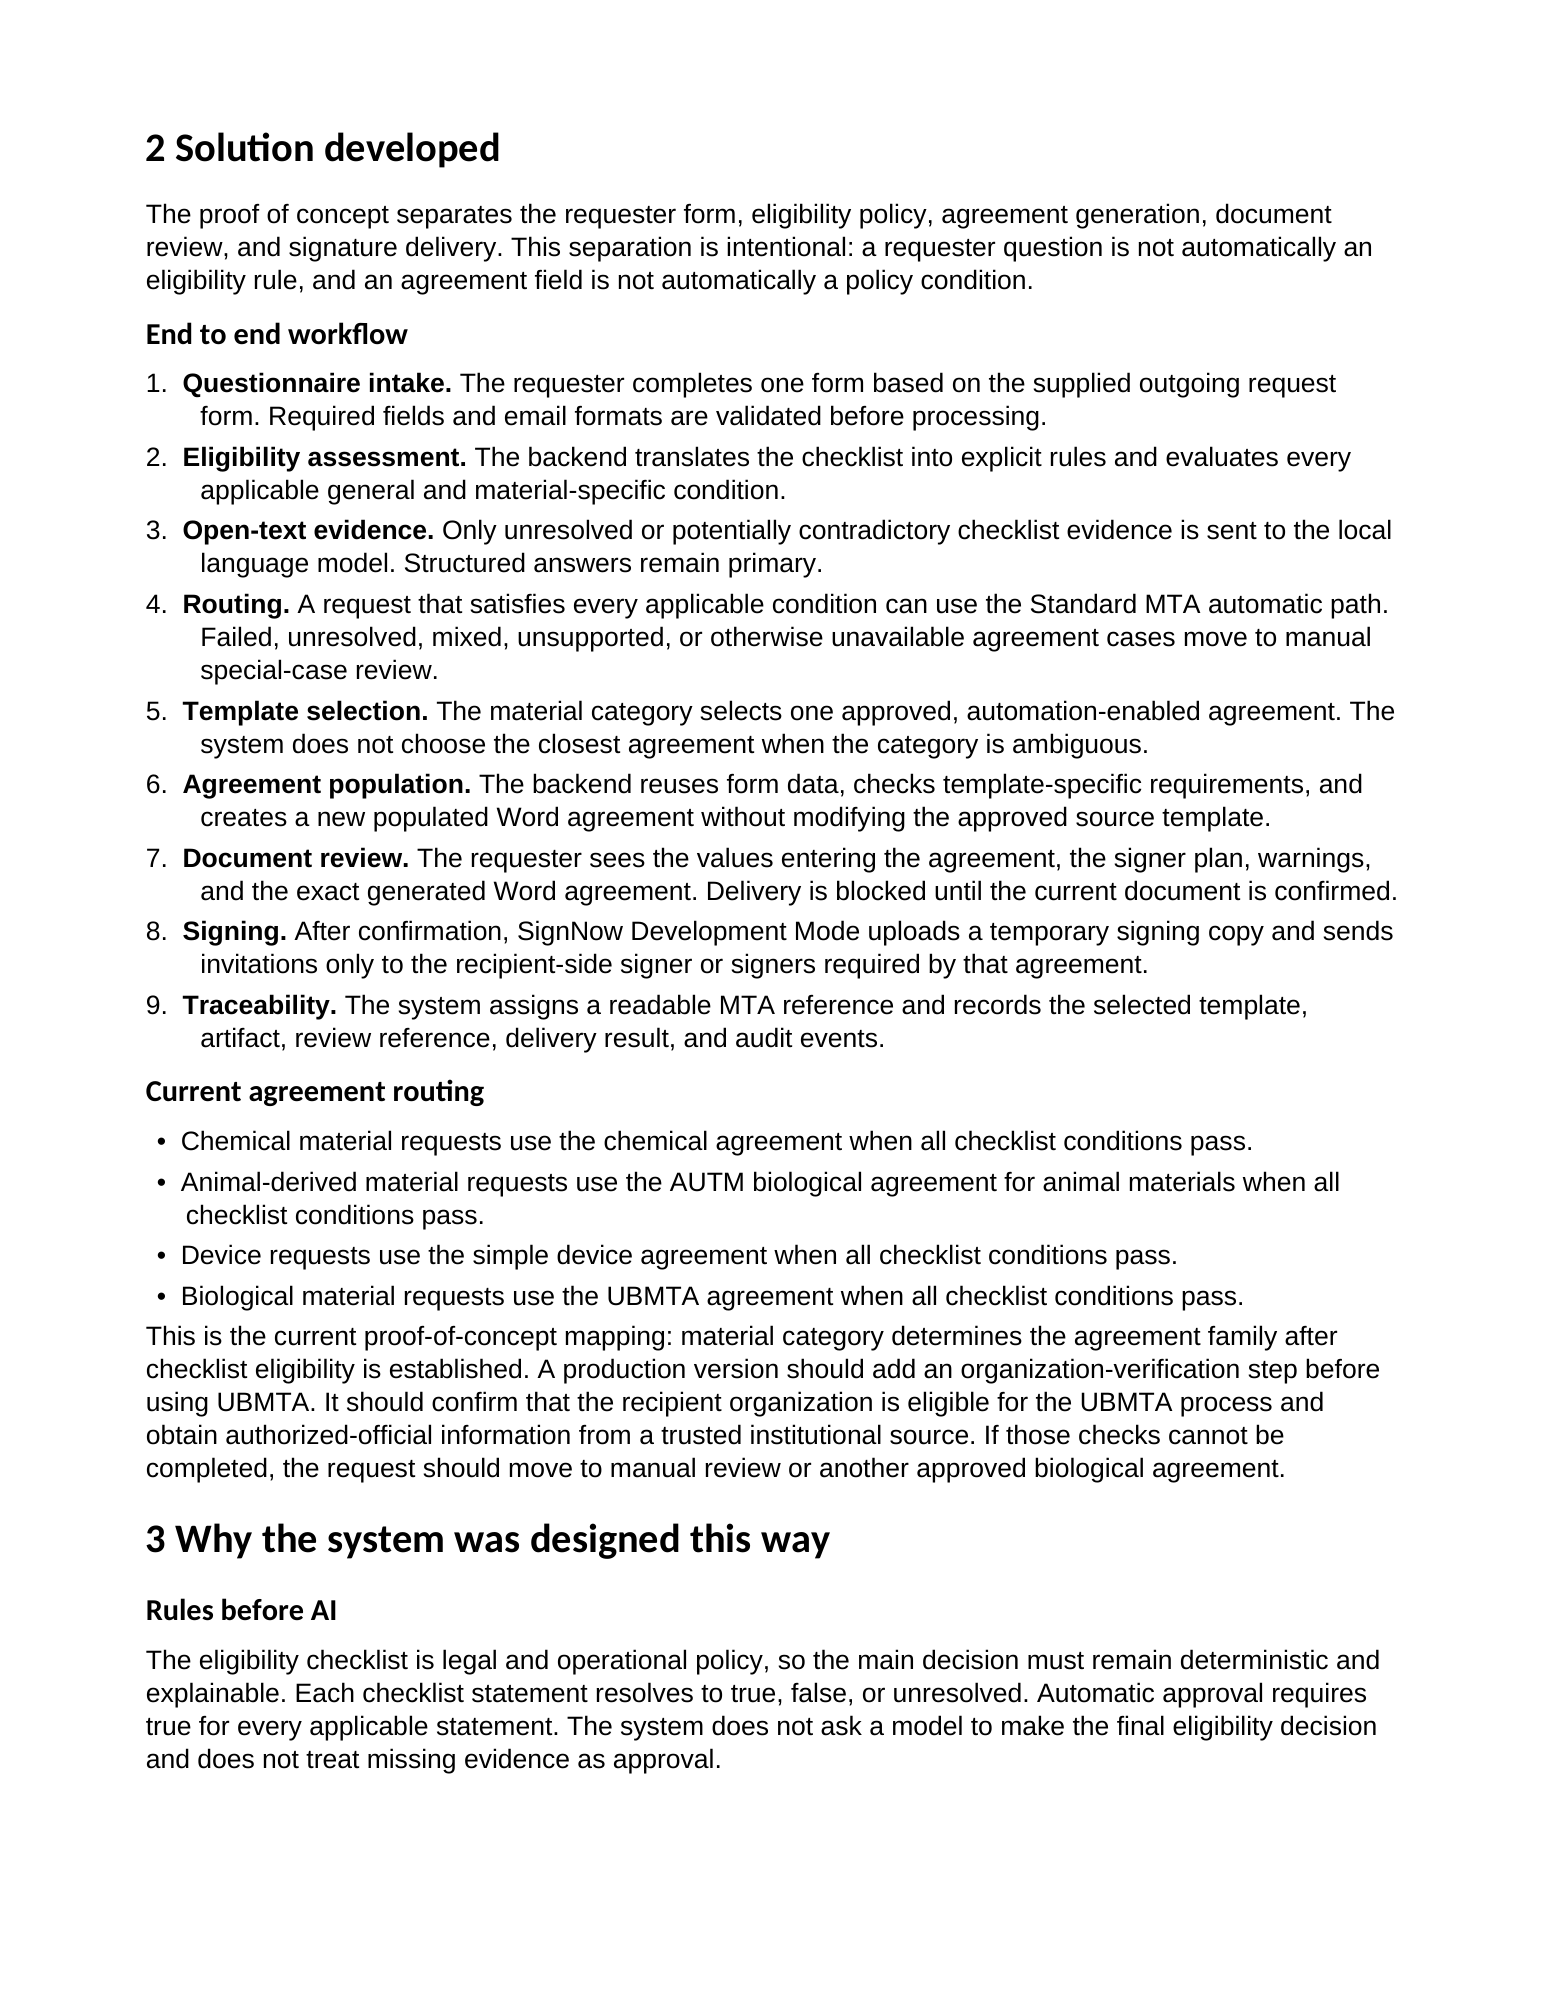 2 Solution developed
The proof of concept separates the requester form, eligibility policy, agreement generation, document
review, and signature delivery. This separation is intentional: a requester question is not automatically an
eligibility rule, and an agreement field is not automatically a policy condition.
End to end workflow
1. Questionnaire intake. The requester completes one form based on the supplied outgoing request
form. Required fields and email formats are validated before processing.
2. Eligibility assessment. The backend translates the checklist into explicit rules and evaluates every
applicable general and material-specific condition.
3. Open-text evidence. Only unresolved or potentially contradictory checklist evidence is sent to the local
language model. Structured answers remain primary.
4. Routing. A request that satisfies every applicable condition can use the Standard MTA automatic path.
Failed, unresolved, mixed, unsupported, or otherwise unavailable agreement cases move to manual
special-case review.
5. Template selection. The material category selects one approved, automation-enabled agreement. The
system does not choose the closest agreement when the category is ambiguous.
6. Agreement population. The backend reuses form data, checks template-specific requirements, and
creates a new populated Word agreement without modifying the approved source template.
7. Document review. The requester sees the values entering the agreement, the signer plan, warnings,
and the exact generated Word agreement. Delivery is blocked until the current document is confirmed.
8. Signing. After confirmation, SignNow Development Mode uploads a temporary signing copy and sends
invitations only to the recipient-side signer or signers required by that agreement.
9. Traceability. The system assigns a readable MTA reference and records the selected template,
artifact, review reference, delivery result, and audit events.
Current agreement routing
• Chemical material requests use the chemical agreement when all checklist conditions pass.
• Animal-derived material requests use the AUTM biological agreement for animal materials when all
checklist conditions pass.
• Device requests use the simple device agreement when all checklist conditions pass.
• Biological material requests use the UBMTA agreement when all checklist conditions pass.
This is the current proof-of-concept mapping: material category determines the agreement family after
checklist eligibility is established. A production version should add an organization-verification step before
using UBMTA. It should confirm that the recipient organization is eligible for the UBMTA process and
obtain authorized-official information from a trusted institutional source. If those checks cannot be
completed, the request should move to manual review or another approved biological agreement.
3 Why the system was designed this way
Rules before AI
The eligibility checklist is legal and operational policy, so the main decision must remain deterministic and
explainable. Each checklist statement resolves to true, false, or unresolved. Automatic approval requires
true for every applicable statement. The system does not ask a model to make the final eligibility decision
and does not treat missing evidence as approval.